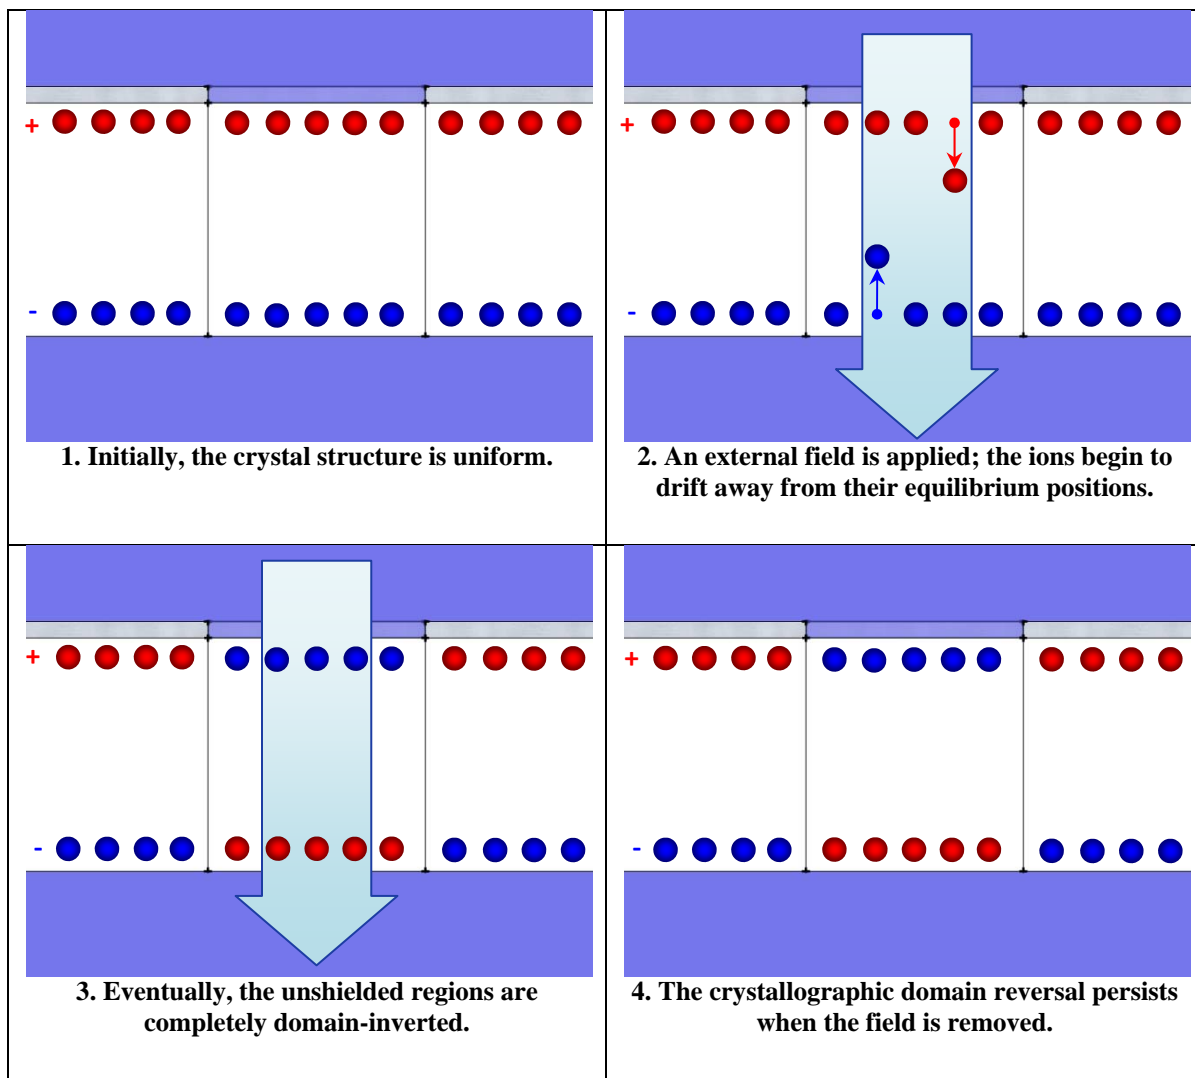 +
-
1. Initially, the crystal structure is uniform.
+
-
2. An external field is applied; the ions begin to
drift away from their equilibrium positions.
+
-
3. Eventually, the unshielded regions are
completely domain-inverted.
+
-
4. The crystallographic domain reversal persists
when the field is removed.